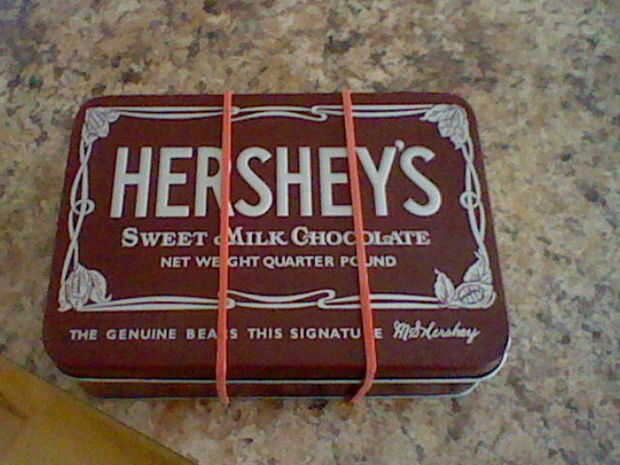 HERSHEY'S
SWEET MILK CHOCOLATE
NET WEIGHT QUARTER POUND
THE GENUINE BEARS THIS SIGNATURE M.S. Hershey